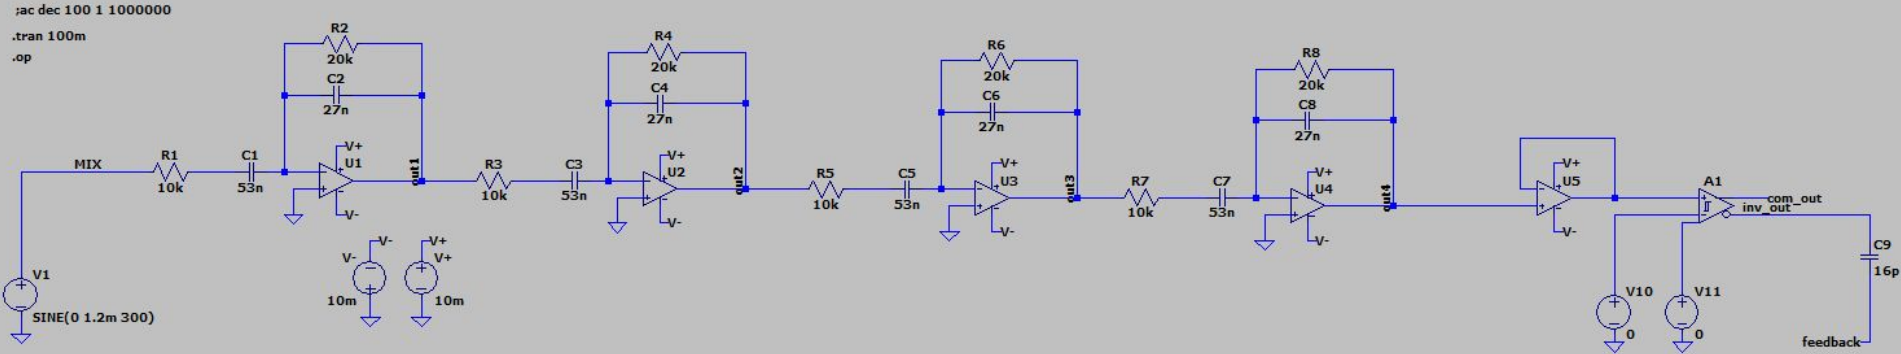 ;ac dec 100 1 1000000
.tran 100m
.op
R2
20k
C2
27n
R4
20k
C4
27n
R6
20k
C6
27n
R8
20k
C8
27n
MIX
R1
10k
C1
53n
V+
U1
V-
out1
R3
10k
C3
53n
V+
U2
V-
out2
R5
10k
C5
53n
V+
U3
V-
out3
R7
10k
C7
53n
V+
U4
V-
out4
V+
U5
V-
A1
com_out
inv_out
C9
16p
feedback
V1
SINE(0 1.2m 300)
V-
V-
10m
V+
V+
10m
V10
0
V11
0